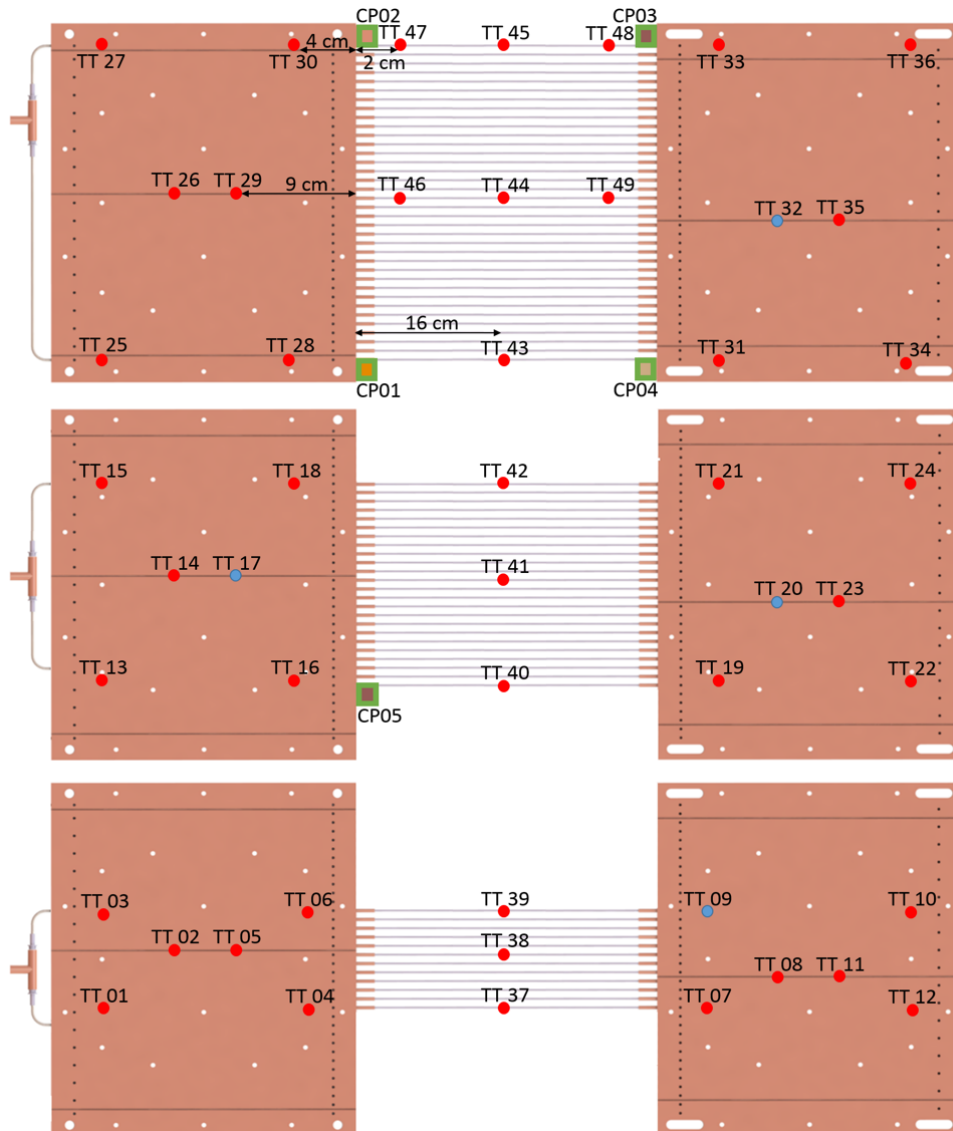 CP02 CP03
TT 47 TT 45 TT 48
4 cm
TT 27 TT 30 2 cm TT 33 TT 36
TT 26 TT 29 9 cm TT 46 TT 44 TT 49 TT 32 TT 35
16 cm
TT 25 TT 28 TT 43 TT 31 TT 34
CP01 CP04
TT 15 TT 18 TT 42 TT 21 TT 24
TT 14 TT 17 TT 41 TT 20 TT 23
TT 13 TT 16 TT 40 TT 19 TT 22
CP05
TT 03 TT 06 TT 39 TT 09 TT 10
TT 02 TT 05 TT 38 TT 08 TT 11
TT 01 TT 04 TT 37 TT 07 TT 12